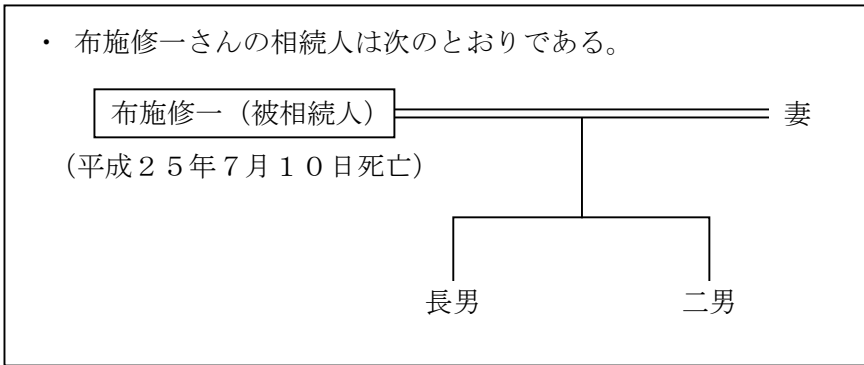 ・ 布施修一さんの相続人は次のとおりである。
布施修一（被相続人） 妻
（平成２５年７月１０日死亡）
長男 二男